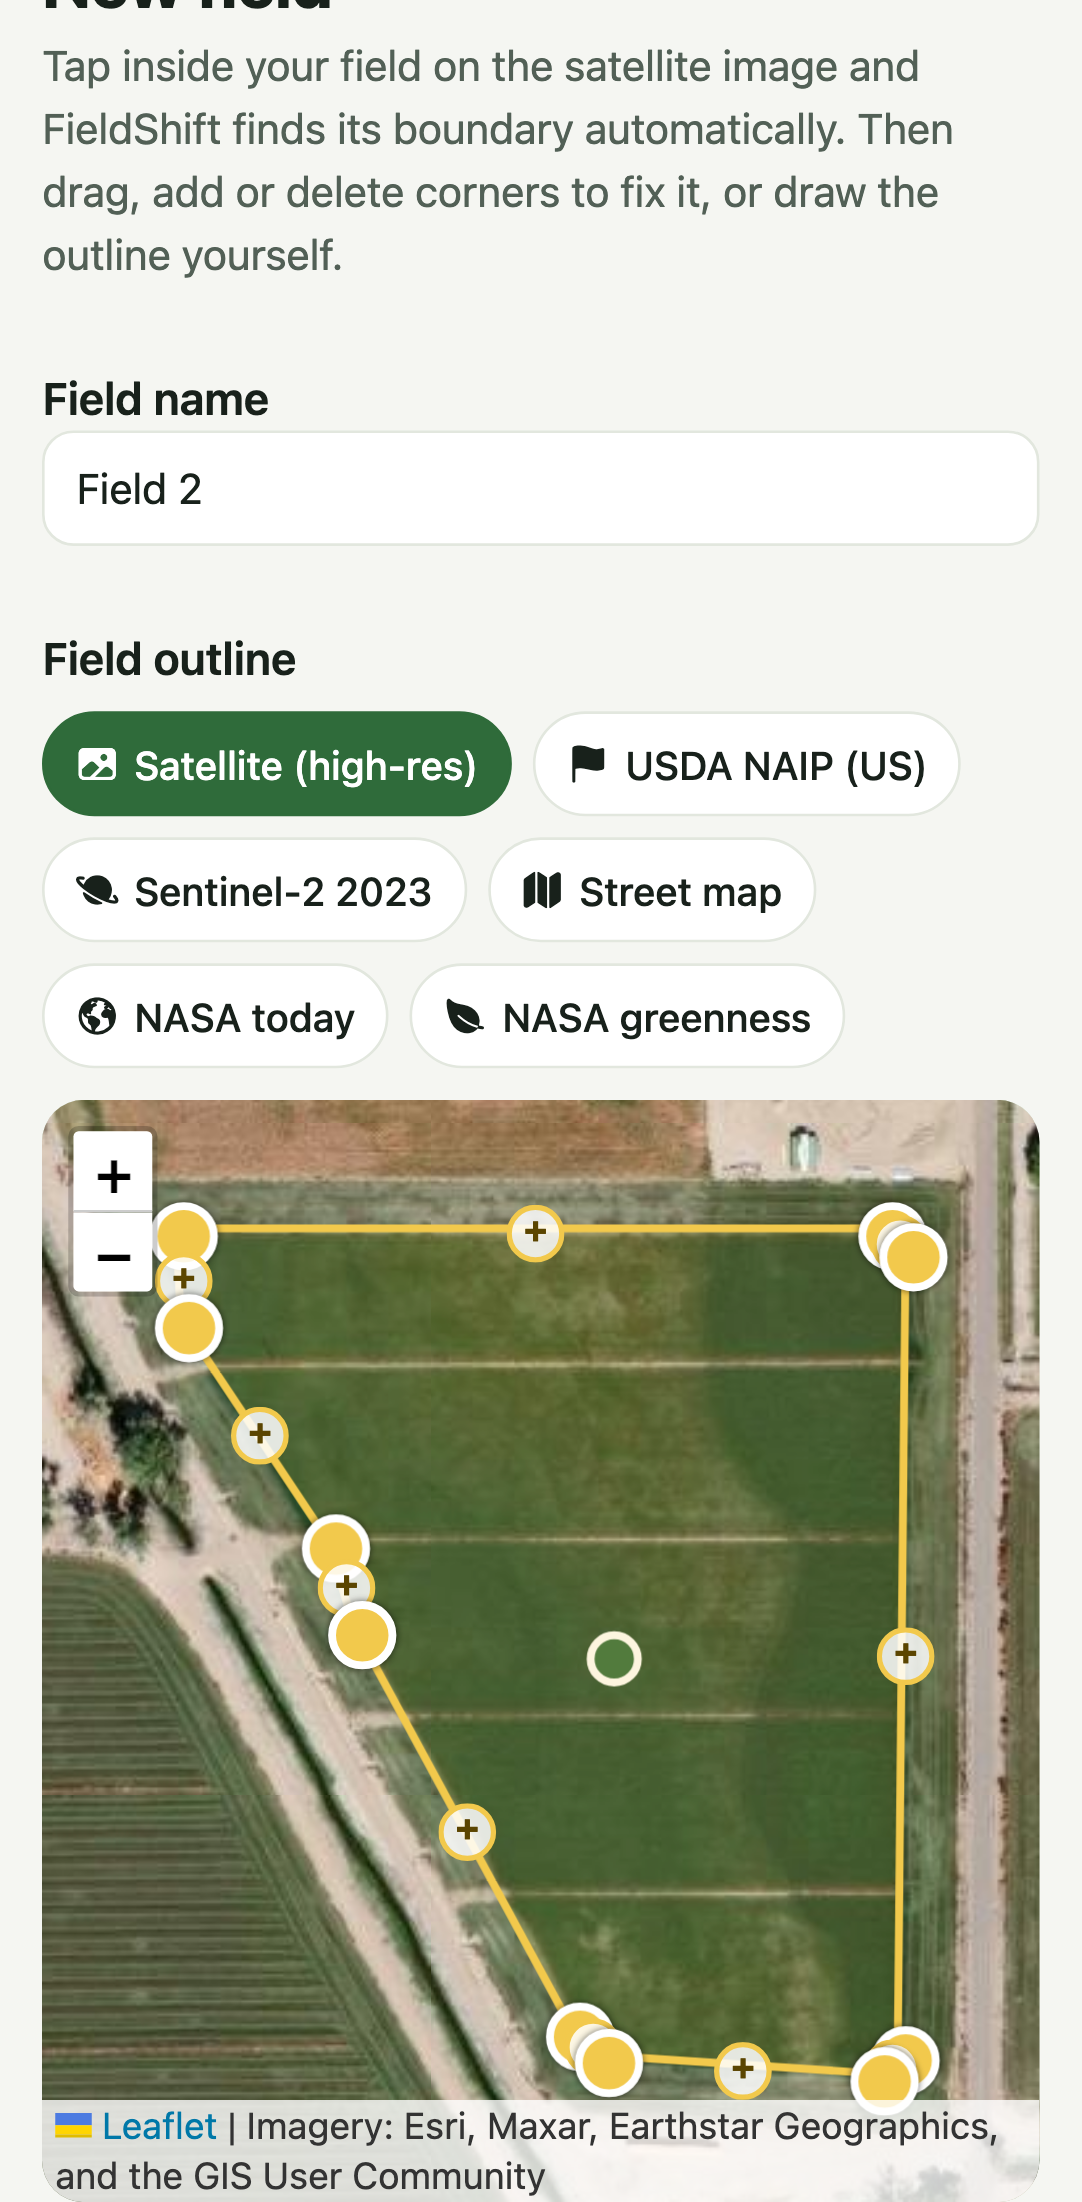 New field
Tap inside your field on the satellite image and
FieldShift finds its boundary automatically. Then
drag, add or delete corners to fix it, or draw the
outline yourself.
Field name
Field 2
Field outline
Satellite (high-res)
USDA NAIP (US)
Sentinel-2 2023
Street map
NASA today
NASA greenness
+
−
Leaflet | Imagery: Esri, Maxar, Earthstar Geographics,
and the GIS User Community